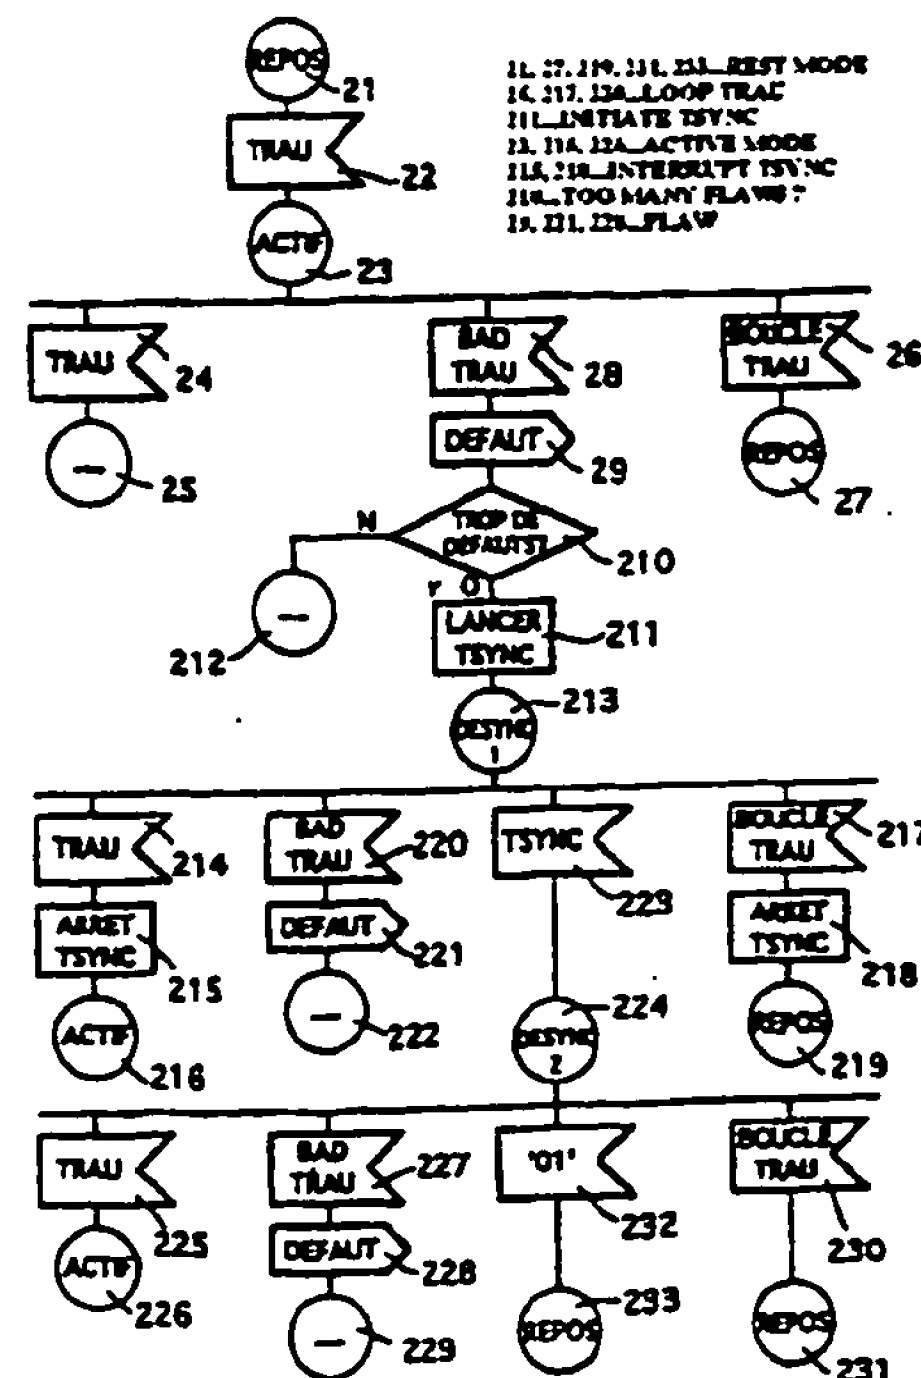 REPOS
21
TRAU
22
ACTIF
23
21, 27, 219, 231, 233...REST MODE
26, 217, 230...LOOP TRAU
211...INITIATE TSYNC
23, 216, 226...ACTIVE MODE
215, 218...INTERRUPT TSYNC
210...TOO MANY FLAWS?
29, 221, 228...FLAW
TRAU
24
—
25
BAD
TRAU
28
DEFAUT
29
BOUCLE
TRAU
26
REPOS
27
TROP DE
DEFAUTS?
210
N
—
212
Y O
LANCER
TSYNC
211
DESYNC
1
213
TRAU
214
ARRET
TSYNC
215
ACTIF
216
BAD
TRAU
220
DEFAUT
221
—
222
TSYNC
223
DESYNC
2
224
BOUCLE
TRAU
217
ARRET
TSYNC
218
REPOS
219
TRAU
225
ACTIF
226
BAD
TRAU
227
DEFAUT
228
—
229
'01'
232
REPOS
233
BOUCLE
TRAU
230
REPOS
231